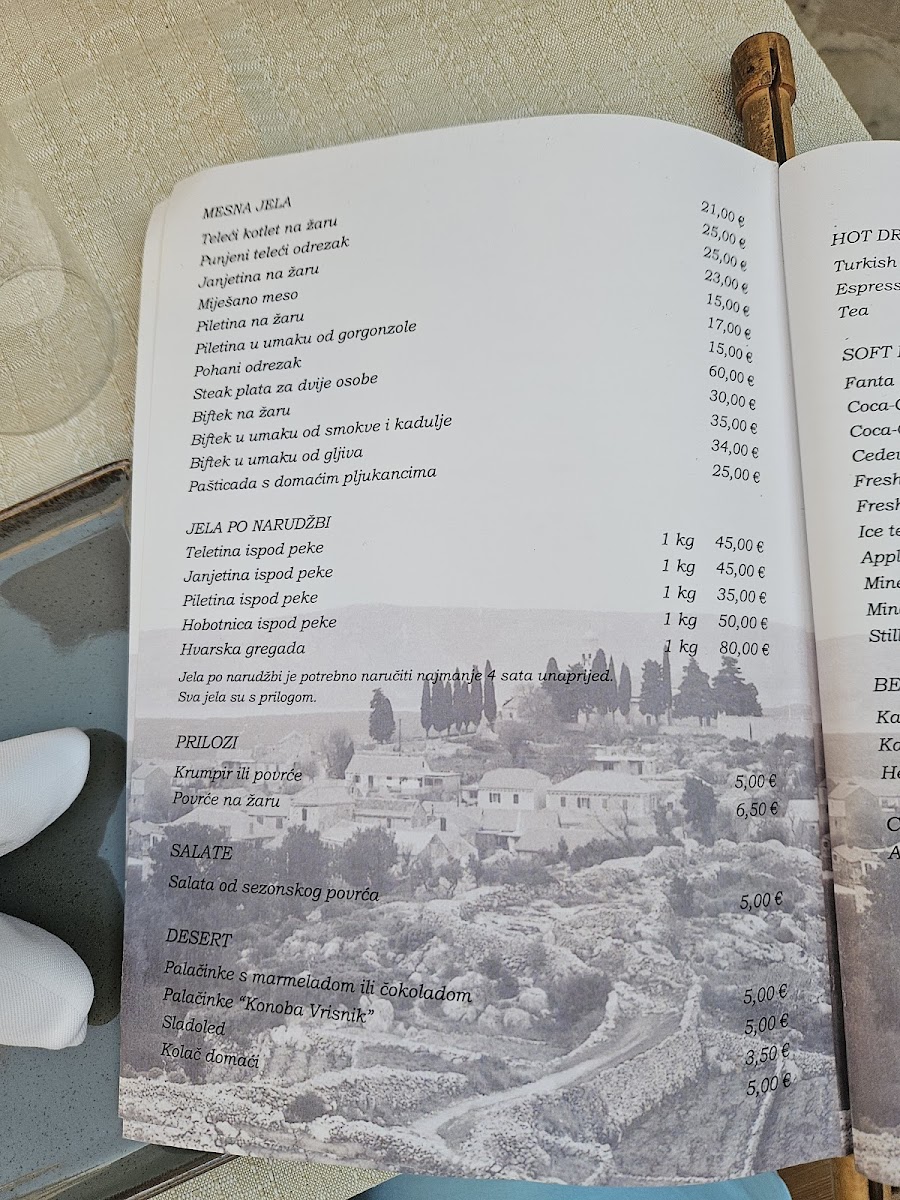 MESNA JELA
Teleći kotlet na žaru 21,00 €
Punjeni teleći odrezak 25,00 €
Janjetina na žaru 25,00 €
Miješano meso 23,00 €
Piletina na žaru 15,00 €
Piletina u umaku od gorgonzole 17,00 €
Pohani odrezak 15,00 €
Steak plata za dvije osobe 60,00 €
Biftek na žaru 30,00 €
Biftek u umaku od smokve i kadulje 35,00 €
Biftek u umaku od gljiva 34,00 €
Pašticada s domaćim pljukancima 25,00 €
JELA PO NARUDŽBI
Teletina ispod peke 1 kg 45,00 €
Janjetina ispod peke 1 kg 45,00 €
Piletina ispod peke 1 kg 35,00 €
Hobotnica ispod peke 1 kg 50,00 €
Hvarska gregada 1 kg 80,00 €
Jela po narudžbi je potrebno naručiti najmanje 4 sata unaprijed.
Sva jela su s prilogom.
PRILOZI
Krumpir ili povrće 5,00 €
Povrće na žaru 6,50 €
SALATE
Salata od sezonskog povrća 5,00 €
DESERT
Palačinke s marmeladom ili čokoladom 5,00 €
Palačinke “Konoba Vrisnik” 5,00 €
Sladoled 3,50 €
Kolač domaći 5,00 €
HOT DR
Turkish
Espress
Tea
SOFT
Fanta
Coca-C
Coca-
Cedev
Fresh
Fresh
Ice te
Appl
Mine
Min
Still
BE
Ka
Ka
He